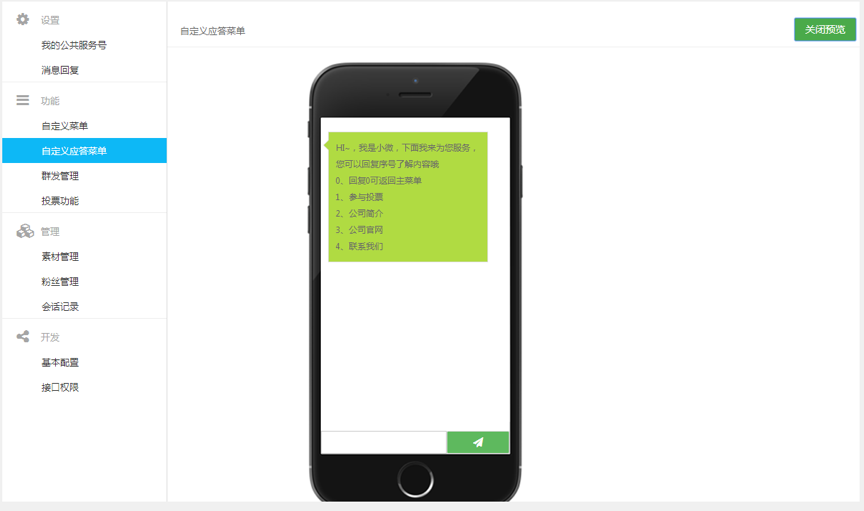 设置
我的公共服务号
消息回复
功能
自定义菜单
自定义应答菜单
群发管理
投票功能
管理
素材管理
粉丝管理
会话记录
开发
基本配置
接口权限
自定义应答菜单
关闭预览
HI~，我是小微，下面我来为您服务，
您可以回复序号了解内容哦
0、回复0可返回主菜单
1、参与投票
2、公司简介
3、公司官网
4、联系我们